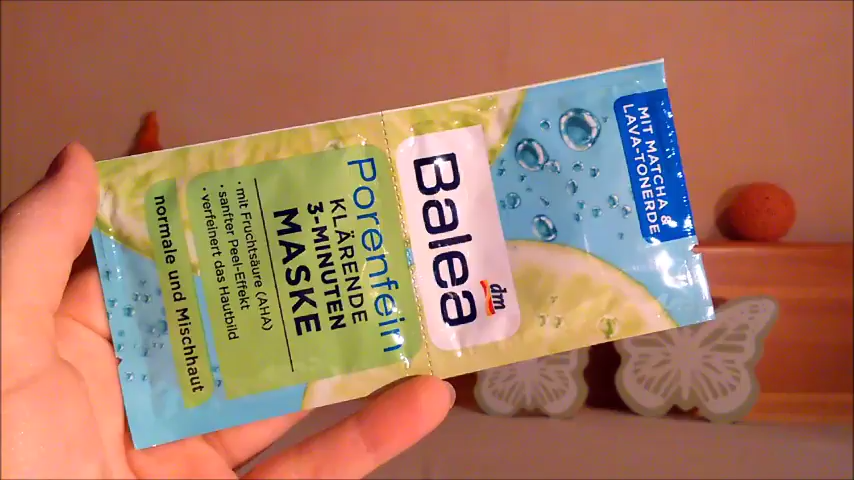 MIT MATCHA &
LAVA-TONERDE
Balea
dm
Porenfein
KLÄRENDE
3-MINUTEN
MASKE
• mit Fruchtsäure (AHA)
• sanfter Peel-Effekt
• verfeinert das Hautbild
normale und Mischhaut